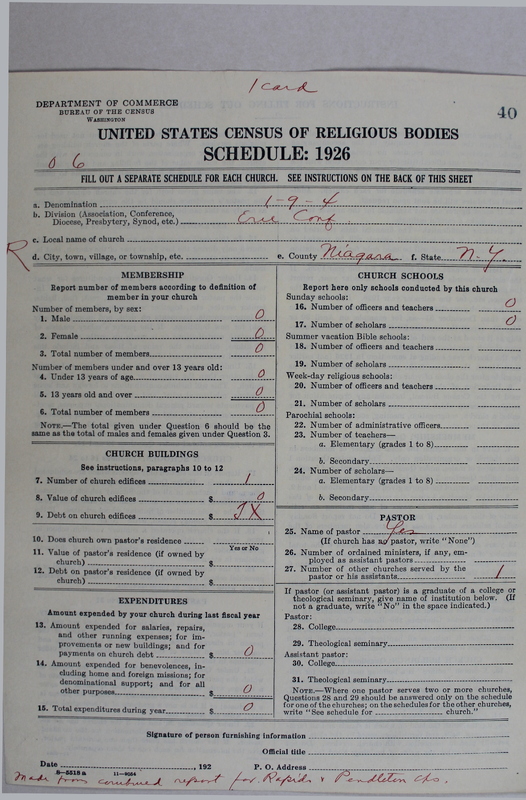 1 card
DEPARTMENT OF COMMERCE
BUREAU OF THE CENSUS
WASHINGTON
40
UNITED STATES CENSUS OF RELIGIOUS BODIES
SCHEDULE: 1926
0 6
FILL OUT A SEPARATE SCHEDULE FOR EACH CHURCH. SEE INSTRUCTIONS ON THE BACK OF THIS SHEET
a. Denomination 1-9-4
b. Division (Association, Conference,
Diocese, Presbytery, Synod, etc.) Erie Conf
c. Local name of church
R d. City, town, village, or township, etc. e. County Niagara f. State N.Y.
MEMBERSHIP
Report number of members according to definition of
member in your church
Number of members, by sex:
1. Male 0
2. Female 0
3. Total number of members 0
Number of members under and over 13 years old:
4. Under 13 years of age 0
5. 13 years old and over 0
6. Total number of members 0
NOTE.—The total given under Question 6 should be the
same as the total of males and females given under Question 3.
CHURCH BUILDINGS
See instructions, paragraphs 10 to 12
7. Number of church edifices 1
8. Value of church edifices $ 0
9. Debt on church edifices $ X
10. Does church own pastor's residence
Yes or No
11. Value of pastor's residence (if owned by
church) $
12. Debt on pastor's residence (if owned by
church) $
EXPENDITURES
Amount expended by your church during last fiscal year
13. Amount expended for salaries, repairs,
and other running expenses; for im-
provements or new buildings; and for
payments on church debt $ 0
14. Amount expended for benevolences, in-
cluding home and foreign missions; for
denominational support; and for all
other purposes $ 0
15. Total expenditures during year $ 0
CHURCH SCHOOLS
Report here only schools conducted by this church
Sunday schools:
16. Number of officers and teachers 0
17. Number of scholars 0
Summer vacation Bible schools:
18. Number of officers and teachers
19. Number of scholars
Week-day religious schools:
20. Number of officers and teachers
21. Number of scholars
Parochial schools:
22. Number of administrative officers
23. Number of teachers—
a. Elementary (grades 1 to 8)
b. Secondary
24. Number of scholars—
a. Elementary (grades 1 to 8)
b. Secondary
PASTOR
25. Name of pastor Yes
(If church has no pastor, write "None")
26. Number of ordained ministers, if any, em-
ployed as assistant pastors
27. Number of other churches served by the
pastor or his assistants 1
If pastor (or assistant pastor) is a graduate of a college or
theological seminary, give name of institution below. (If
not a graduate, write "No" in the space indicated.)
Pastor:
28. College
29. Theological seminary
Assistant pastor:
30. College
31. Theological seminary
NOTE.—Where one pastor serves two or more churches,
Questions 28 and 29 should be answered only on the schedule
for one of the churches; on the schedules for the other churches,
write "See schedule for church."
Signature of person furnishing information
Official title
Date , 192 P. O. Address
8-5518a 11-9034
Made from combined report for Rapids & Pendleton Chs.